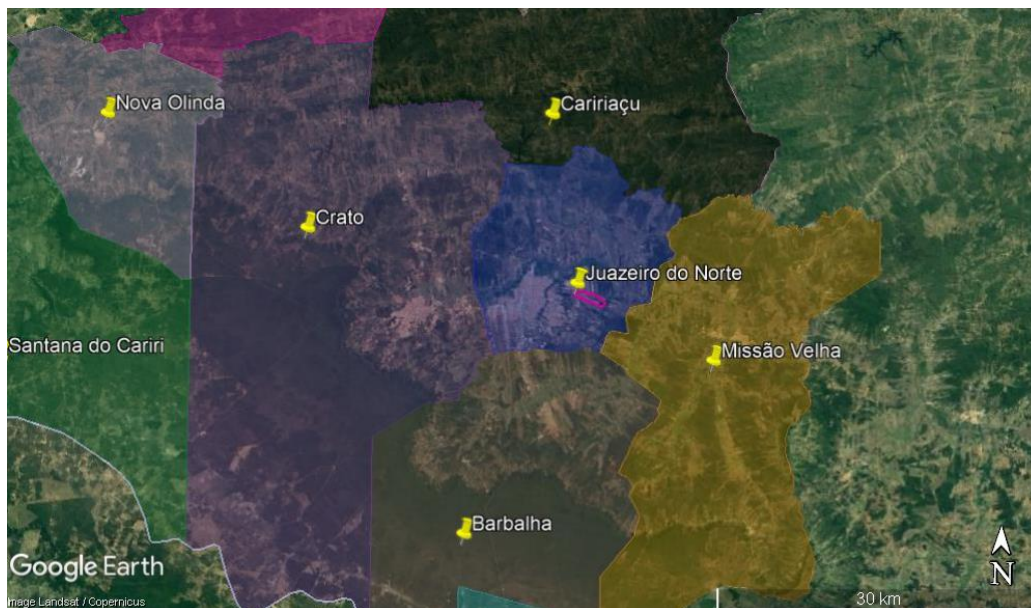 Nova Olinda
Caririaçu
Crato
Juazeiro do Norte
Santana do Cariri
Missão Velha
Barbalha
Google Earth
N
Image Landsat / Copernicus
30 km